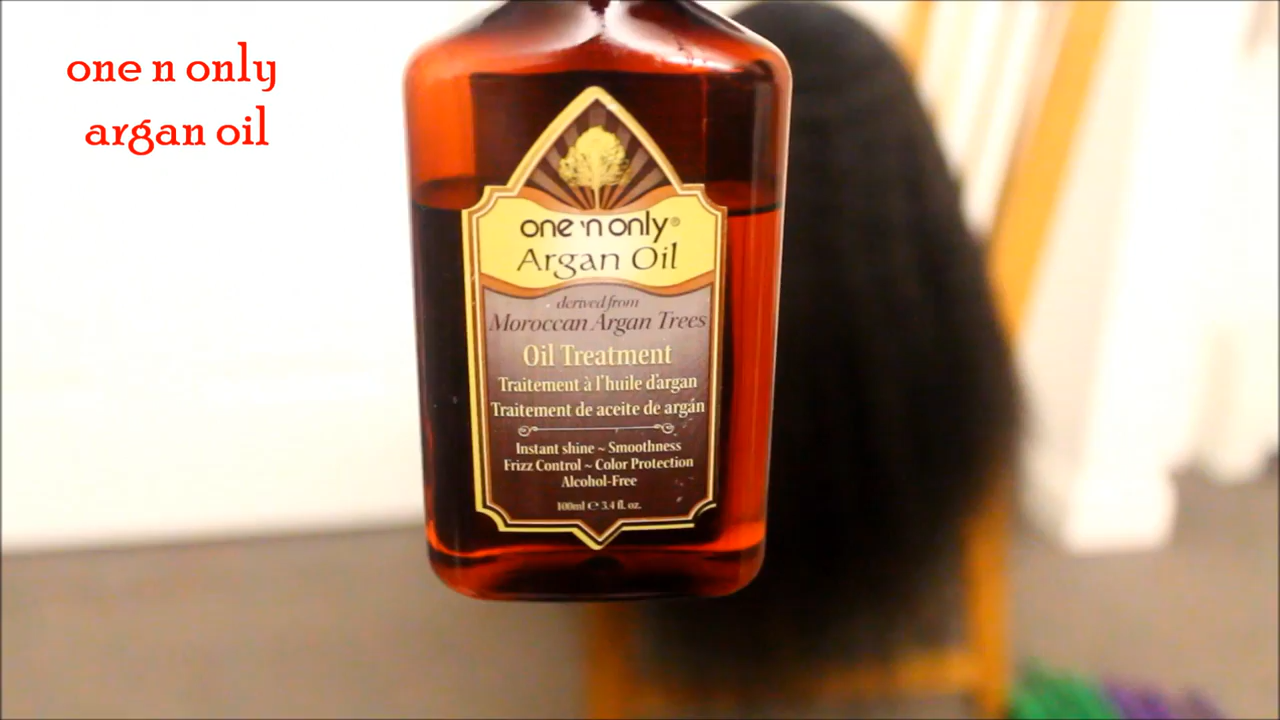 one n only
argan oil
one 'n only®
Argan Oil
derived from
Moroccan Argan Trees
Oil Treatment
Traitement à l'huile d'argan
Traitement de aceite de argán
Instant shine ~ Smoothness
Frizz Control ~ Color Protection
Alcohol-Free
100ml ℮ 3.4 fl. oz.